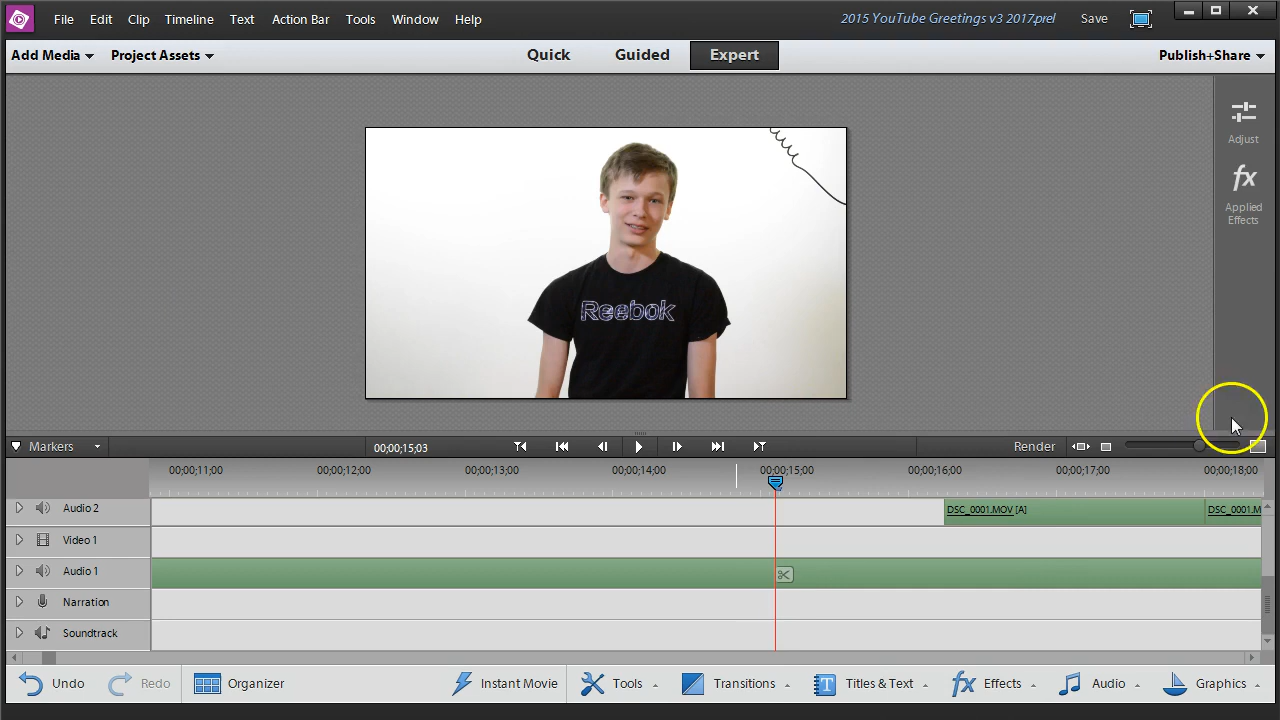 File Edit Clip Timeline Text Action Bar Tools Window Help 2015 YouTube Greetings v3 2017.prel Save
Add Media Project Assets Quick Guided Expert Publish+Share
Adjust
fx
Applied
Effects
Reebok
Markers 00;00;15;03 Render
00;00;11;00 00;00;12;00 00;00;13;00 00;00;14;00 00;00;15;00 00;00;16;00 00;00;17;00 00;00;18;00
Audio 2 DSC_0001.MOV [A] DSC_0001.M
Video 1
Audio 1
Narration
Soundtrack
Undo Redo Organizer Instant Movie Tools Transitions T Titles & Text fx Effects Audio Graphics